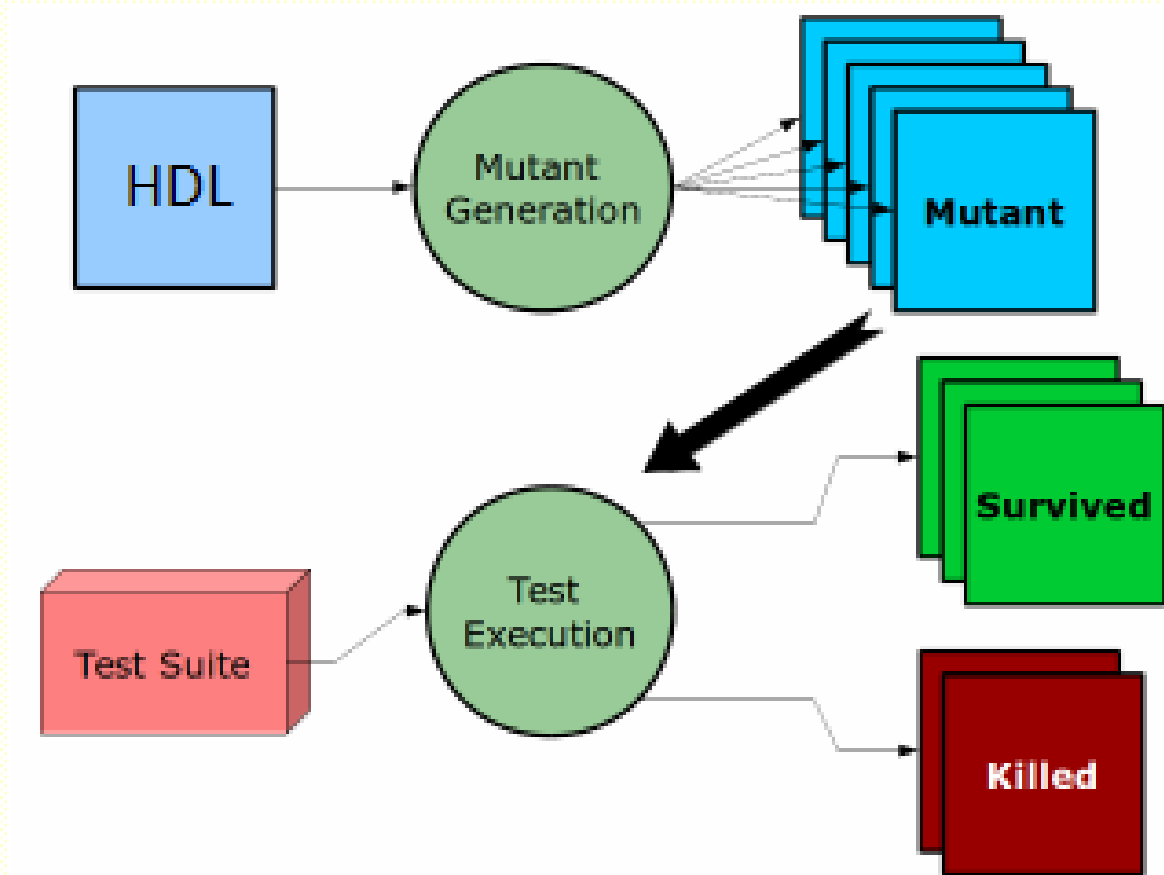 HDL
Mutant
Generation
Mutant
Survived
Test
Execution
Test Suite
Killed